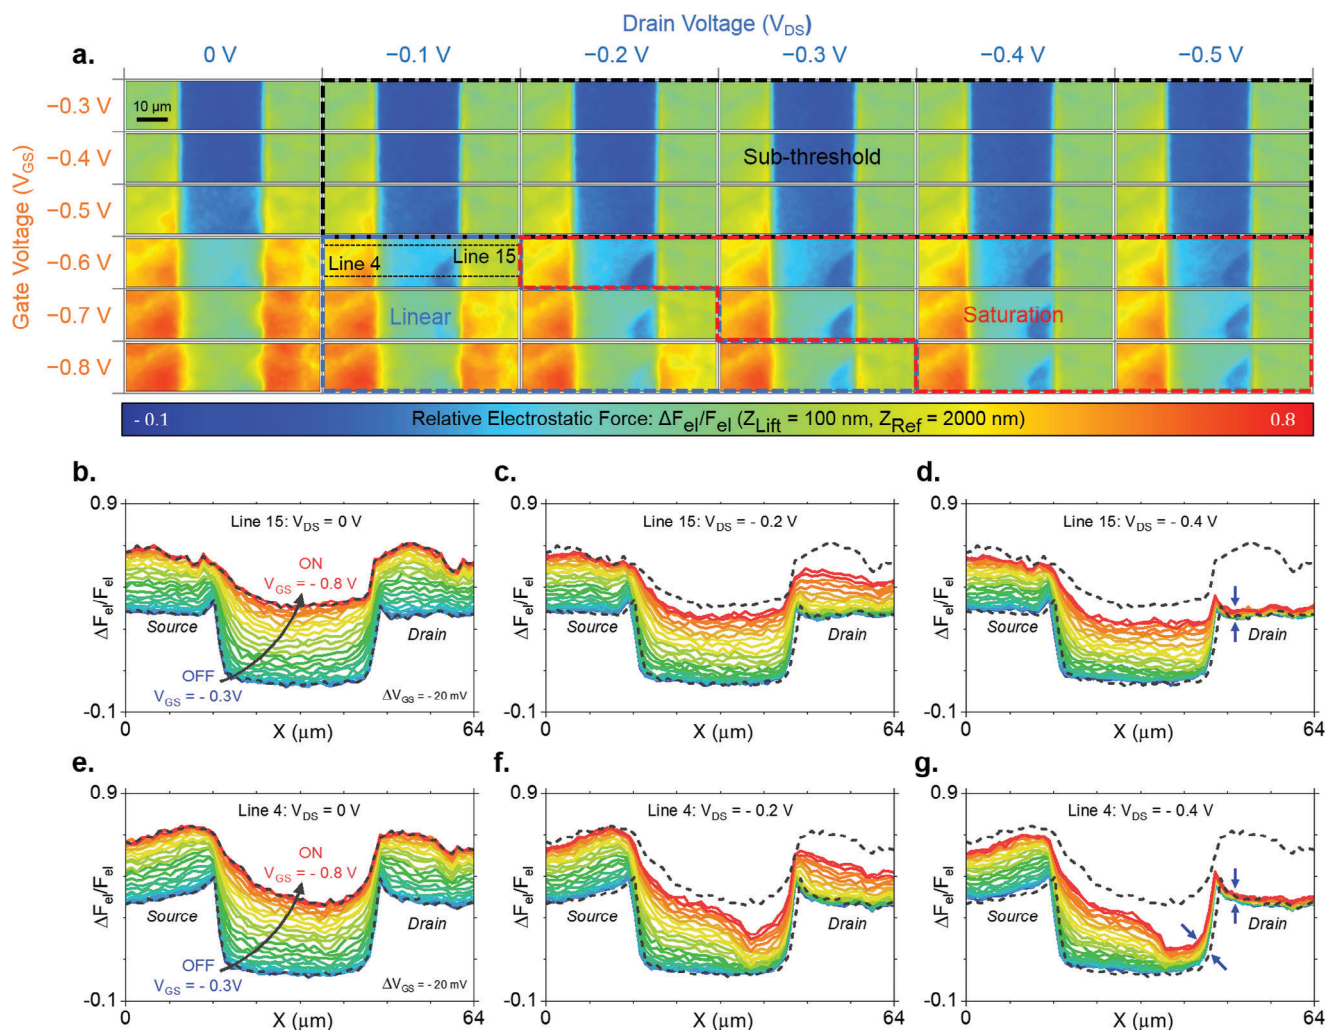 Drain Voltage (VDS)
a.
0 V −0.1 V −0.2 V −0.3 V −0.4 V −0.5 V
Gate Voltage (VGS)
−0.3 V
10 µm
−0.4 V
Sub-threshold
−0.5 V
−0.6 V
Line 4
Line 15
−0.7 V
Linear
Saturation
−0.8 V
- 0.1 Relative Electrostatic Force: ΔFel/Fel (ZLift = 100 nm, ZRef = 2000 nm) 0.8
b.
0.9
Line 15: VDS = 0 V
ON
VGS = - 0.8 V
ΔFel/Fel
Source
Drain
OFF
VGS = - 0.3V
ΔVGS = - 20 mV
-0.1
0 X (µm) 64
c.
0.9
Line 15: VDS = - 0.2 V
ΔFel/Fel
Source
Drain
-0.1
0 X (µm) 64
d.
0.9
Line 15: VDS = - 0.4 V
ΔFel/Fel
Source
Drain
-0.1
0 X (µm) 64
e.
0.9
Line 4: VDS = 0 V
ON
VGS = - 0.8 V
ΔFel/Fel
Source
Drain
OFF
VGS = - 0.3V
ΔVGS = - 20 mV
-0.1
0 X (µm) 64
f.
0.9
Line 4: VDS = - 0.2 V
ΔFel/Fel
Source
Drain
-0.1
0 X (µm) 64
g.
0.9
Line 4: VDS = - 0.4 V
ΔFel/Fel
Source
Drain
-0.1
0 X (µm) 64